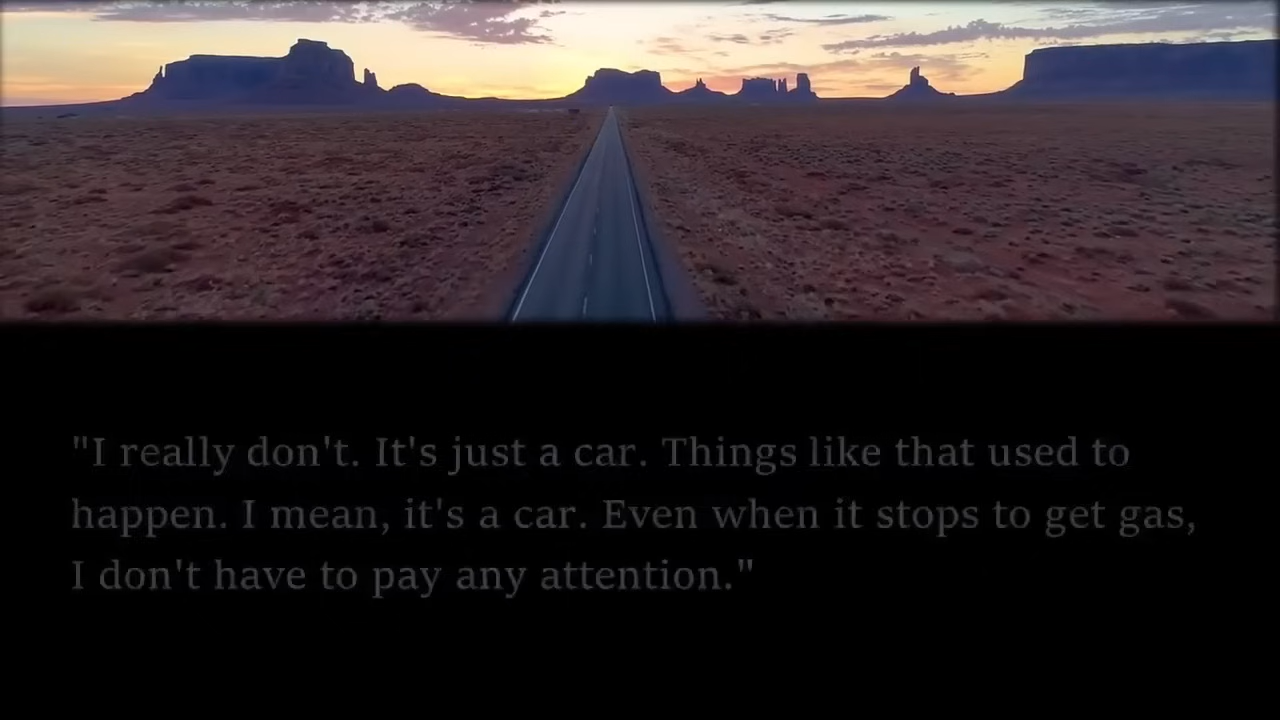 "I really don't. It's just a car. Things like that used to
happen. I mean, it's a car. Even when it stops to get gas,
I don't have to pay any attention."